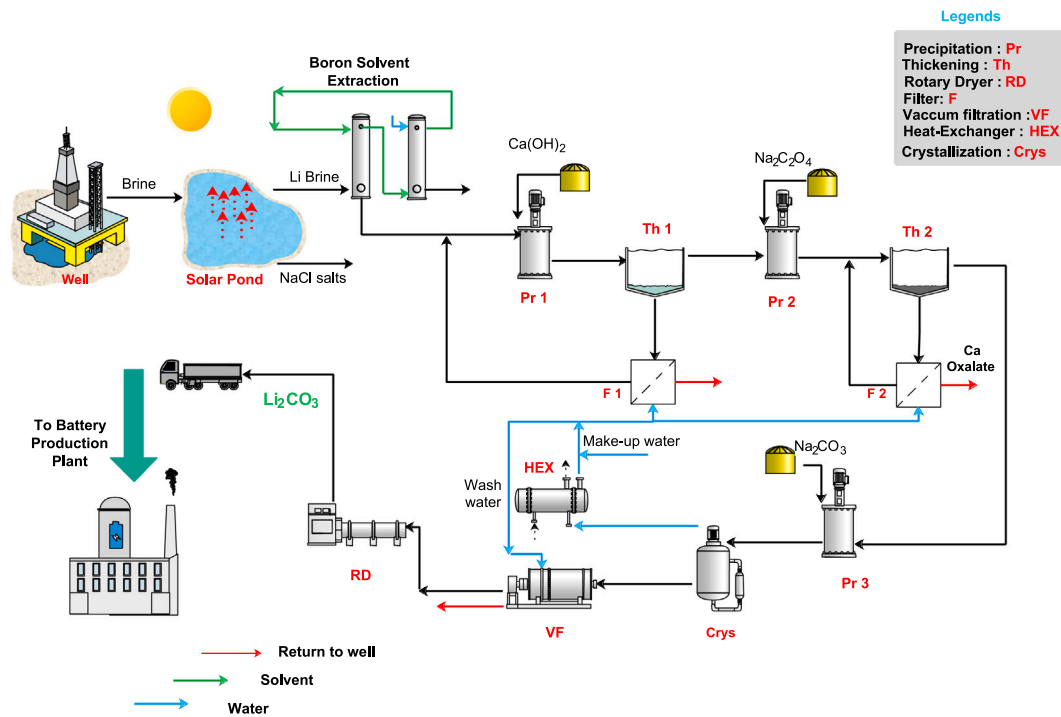 Legends
Precipitation : Pr
Thickening : Th
Rotary Dryer : RD
Filter: F
Vaccum filtration :VF
Heat-Exchanger : HEX
Crystallization : Crys
Boron Solvent
Extraction
Ca(OH)2
Na2C2O4
Brine
Li Brine
Th 1
Th 2
Well
Solar Pond
NaCl salts
Pr 1
Pr 2
Ca
Oxalate
F 1
F 2
Li2CO3
To Battery
Production
Plant
Make-up water
Na2CO3
HEX
Wash
water
RD
Pr 3
VF
Crys
Return to well
Solvent
Water